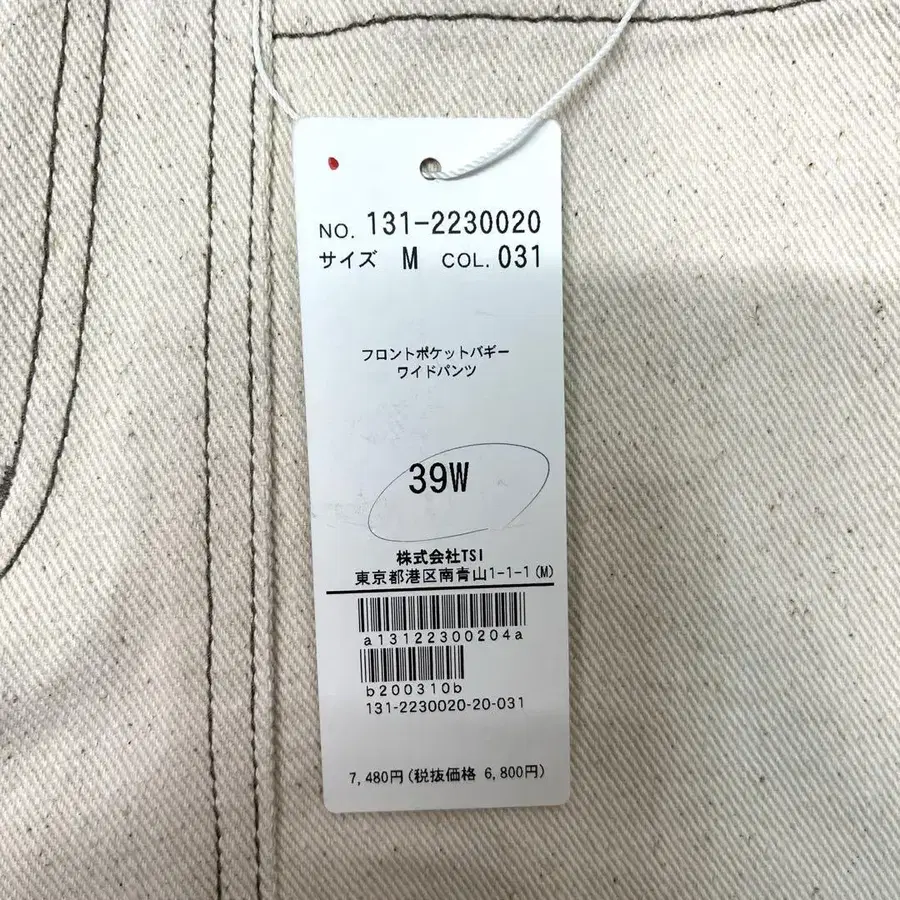 NO. 131-2230020
サイズ M COL. 031
フロントポケットバギー
ワイドパンツ
39W
株式会社TSI
東京都港区南青山1-1-1(M)
a13122300204a
b200310b
131-2230020-20-031
7,480円(税抜価格 6,800円)